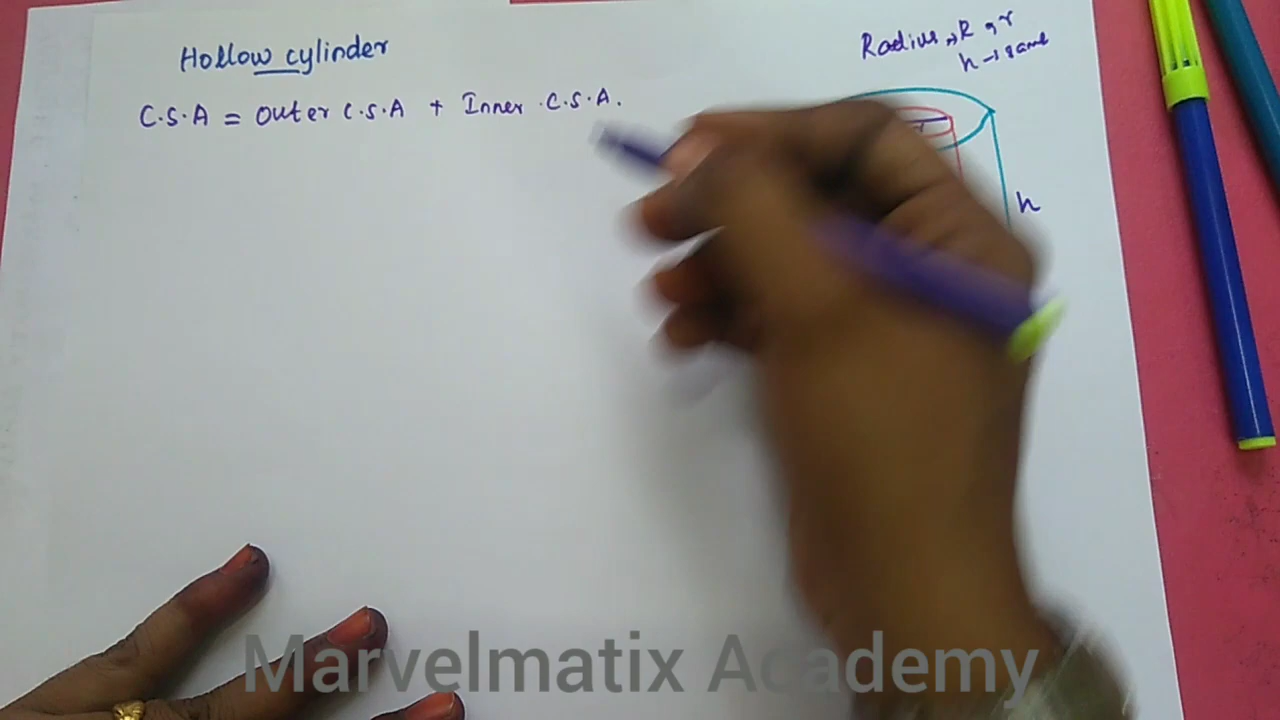 Hollow cylinder
C.S.A = Outer C.S.A + Inner C.S.A.
Radius → R , r
h → same
h
Marvelmatix Academy